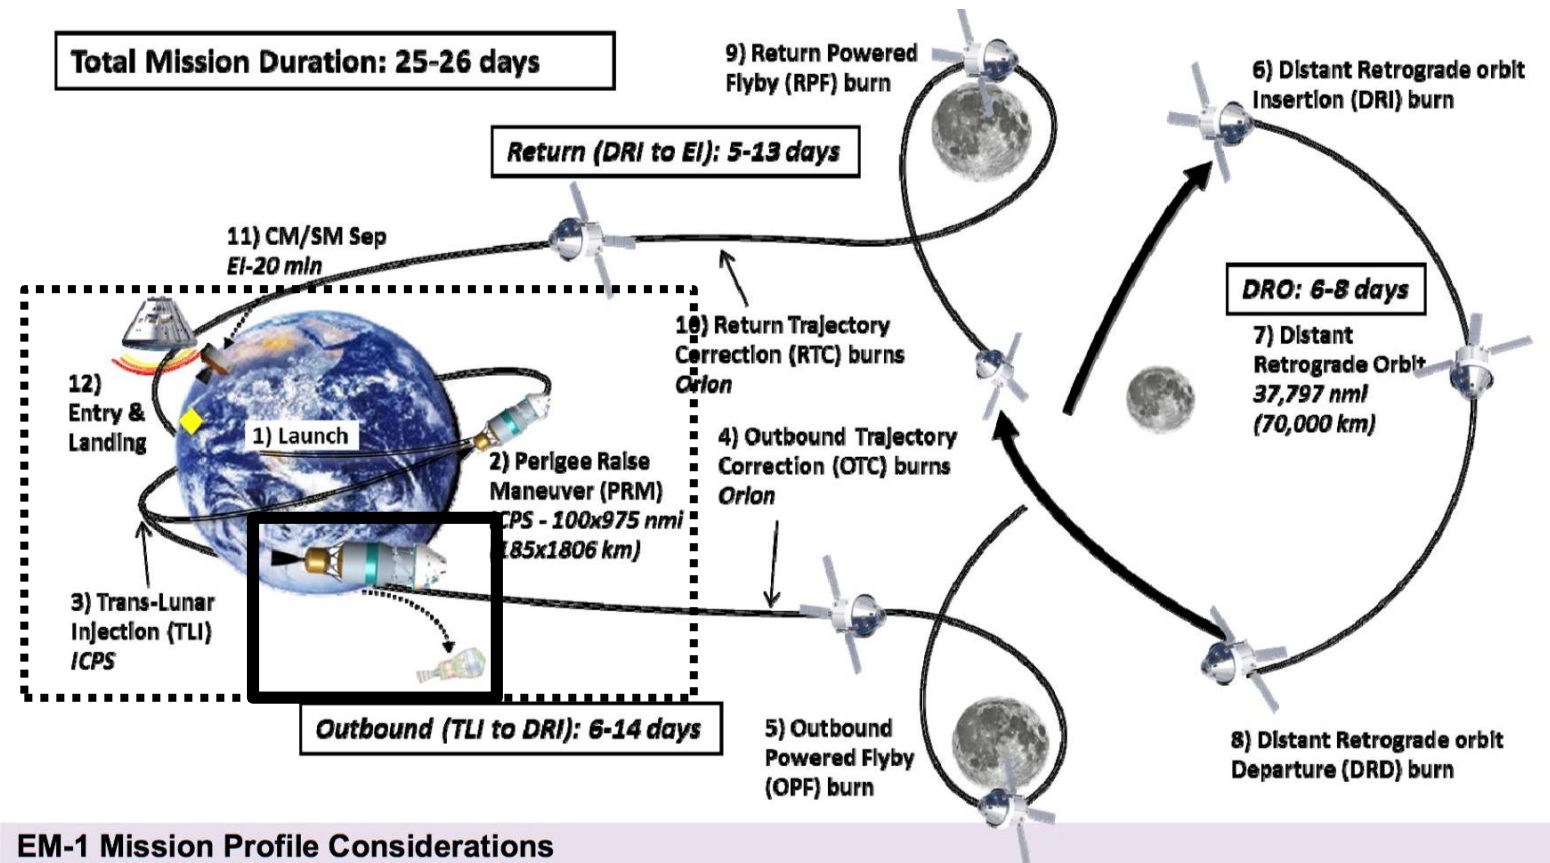 Total Mission Duration: 25-26 days
9) Return Powered
Flyby (RPF) burn
6) Distant Retrograde orbit
Insertion (DRI) burn
Return (DRI to EI): 5-13 days
11) CM/SM Sep
EI-20 min
DRO: 6-8 days
10) Return Trajectory
Correction (RTC) burns
Orion
7) Distant
Retrograde Orbit
37,797 nmi
(70,000 km)
12)
Entry &
Landing
1) Launch
4) Outbound Trajectory
Correction (OTC) burns
Orion
2) Perigee Raise
Maneuver (PRM)
ICPS - 100x975 nmi
(185x1806 km)
3) Trans-Lunar
Injection (TLI)
ICPS
Outbound (TLI to DRI): 6-14 days
5) Outbound
Powered Flyby
(OPF) burn
8) Distant Retrograde orbit
Departure (DRD) burn
EM-1 Mission Profile Considerations